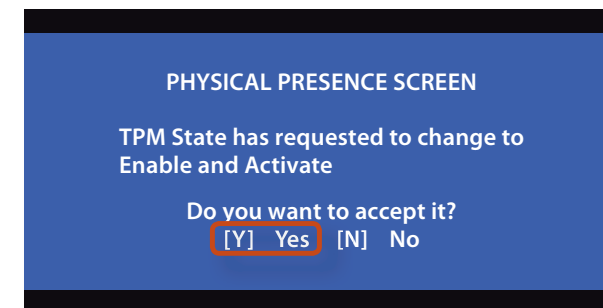 PHYSICAL PRESENCE SCREEN
TPM State has requested to change to
Enable and Activate
Do you want to accept it?
[Y] Yes [N] No